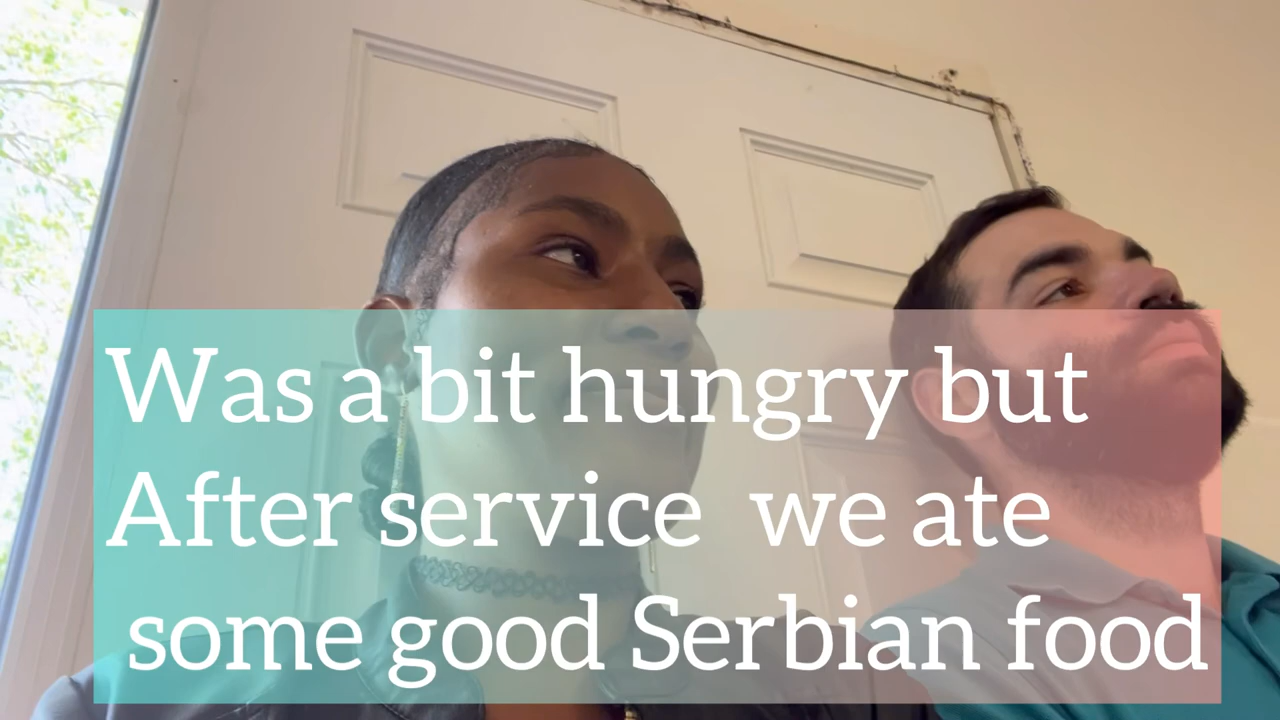 Was a bit hungry but
After service we ate
some good Serbian food